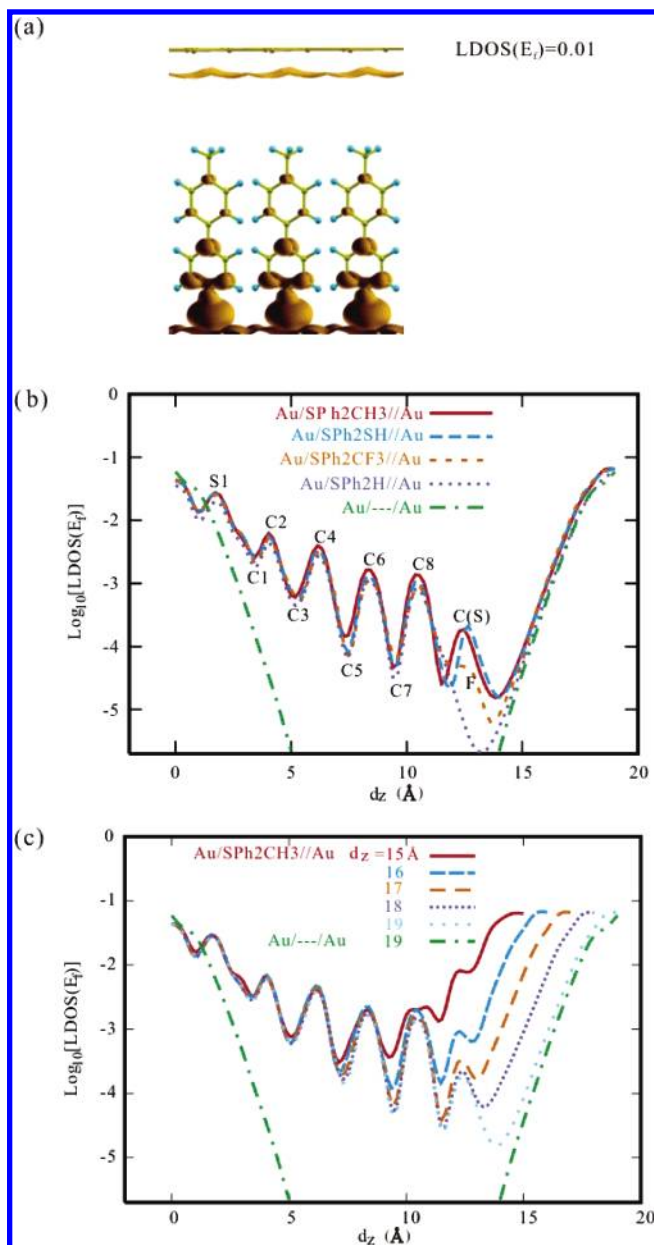 (a)
LDOS(E_f)=0.01
(b)
0
-1
-2
-3
-4
-5
Log10[LDOS(E_f)]
Au/SP h2CH3//Au
Au/SPh2SH//Au
Au/SPh2CF3//Au
Au/SPh2H//Au
Au/---/Au
S1
C2
C4
C6
C8
C1
C3
C(S)
C5
C7
F
0 5 10 15 20
dz (Å)
(c)
0
-1
-2
-3
-4
-5
Log10[LDOS(E_f)]
Au/SPh2CH3//Au dz =15 Å
16
17
18
19
Au/---/Au 19
0 5 10 15 20
dz (Å)